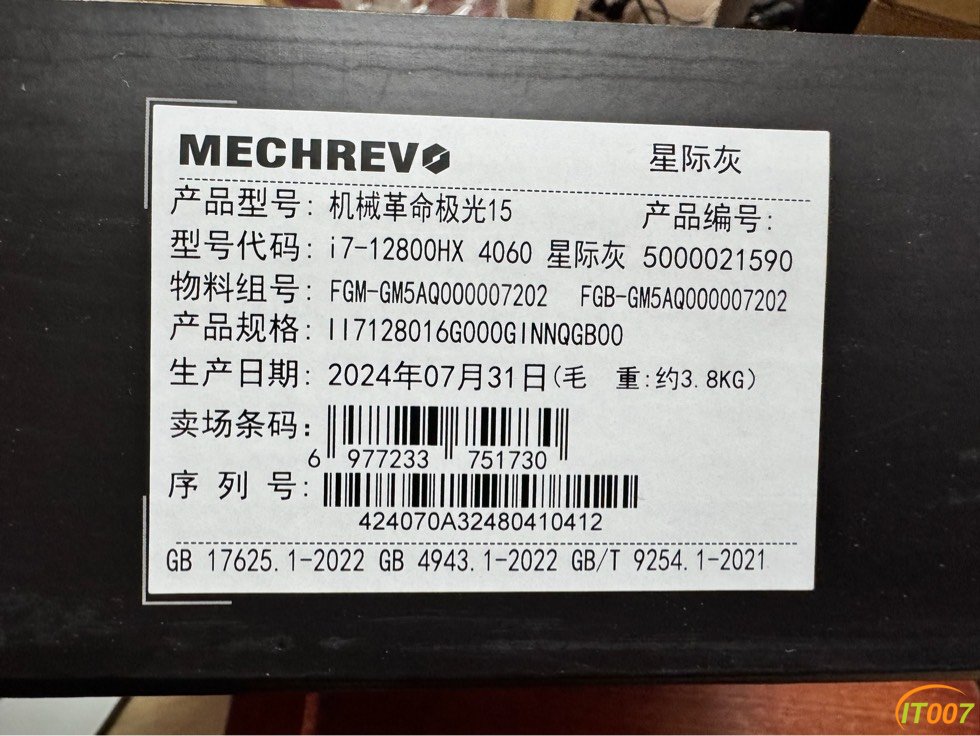 MECHREVO
星际灰
产品型号: 机械革命极光15
产品编号:
型号代码: i7-12800HX 4060 星际灰 5000021590
物料组号: FGM-GM5AQ000007202 FGB-GM5AQ000007202
产品规格: II7128016G000GINNQGB00
生产日期: 2024年07月31日(毛 重:约3.8KG)
卖场条码:
6 977233 751730
序 列 号:
424070A32480410412
GB 17625.1-2022 GB 4943.1-2022 GB/T 9254.1-2021
IT007